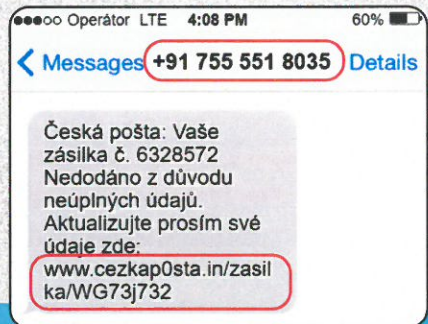 Operátor LTE 4:08 PM 60%
Messages +91 755 551 8035 Details
Česká pošta: Vaše
zásilka č. 6328572
Nedodáno z důvodu
neúplných údajů.
Aktualizujte prosím své
údaje zde:
www.cezkap0sta.in/zasil
ka/WG73j732